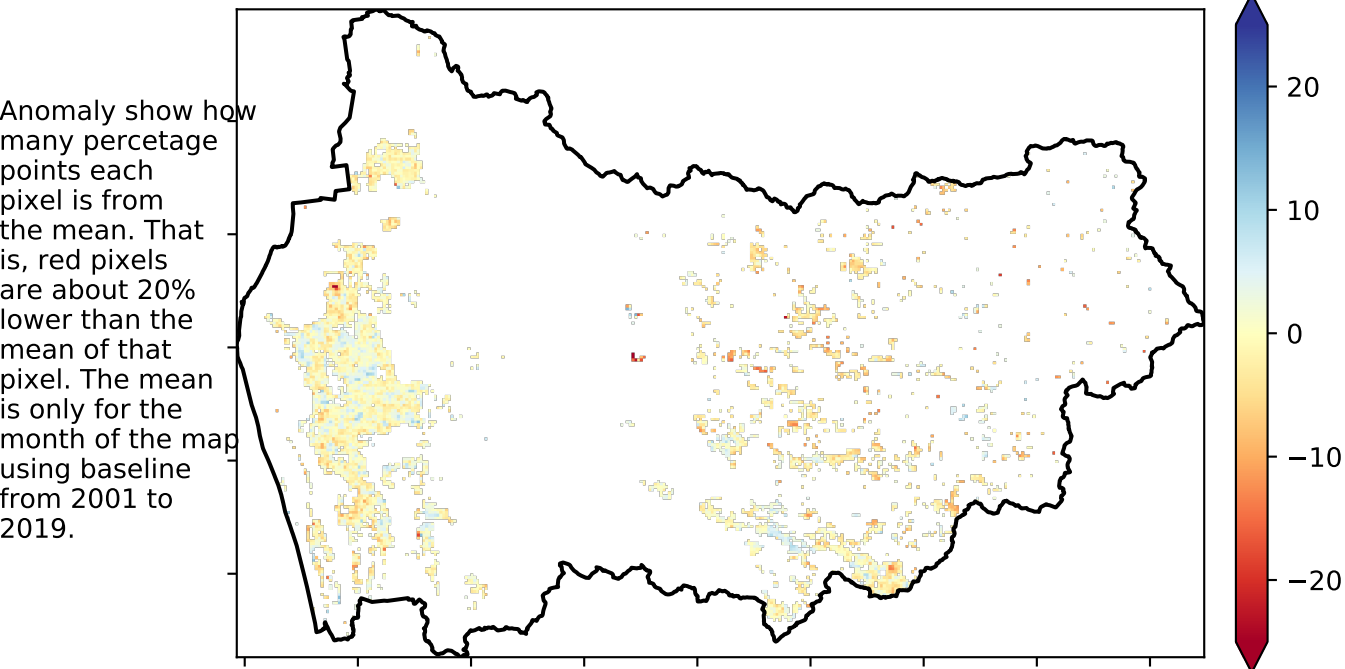 Anomaly show how
many percetage
points each
pixel is from
the mean. That
is, red pixels
are about 20%
lower than the
mean of that
pixel. The mean
is only for the
month of the map
using baseline
from 2001 to
2019.
20
10
0
−10
−20